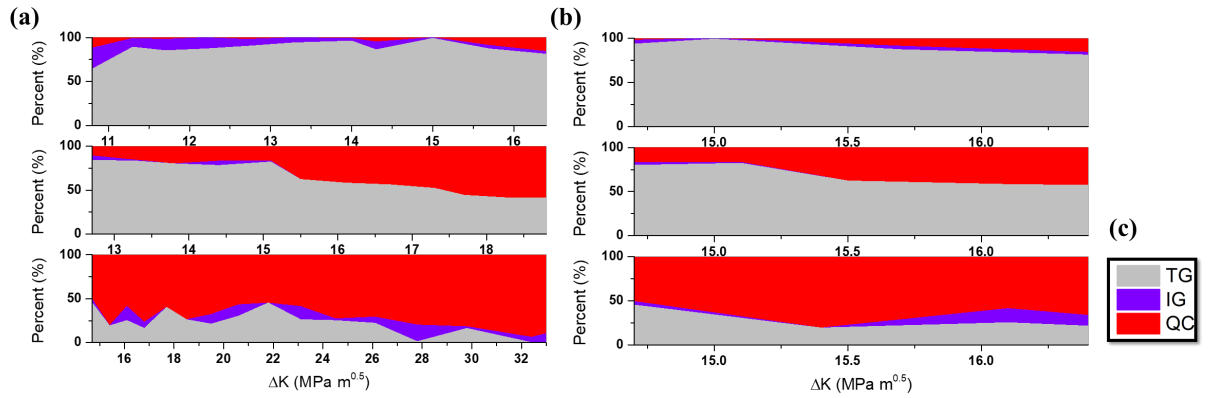 (a)
(b)
Percent (%)
100
50
0
11 12 13 14 15 16
Percent (%)
100
50
0
15.0 15.5 16.0
Percent (%)
100
50
0
13 14 15 16 17 18
Percent (%)
100
50
0
15.0 15.5 16.0
Percent (%)
100
50
0
16 18 20 22 24 26 28 30 32
ΔK (MPa m^0.5)
Percent (%)
100
50
0
15.0 15.5 16.0
ΔK (MPa m^0.5)
(c)
TG
IG
QC